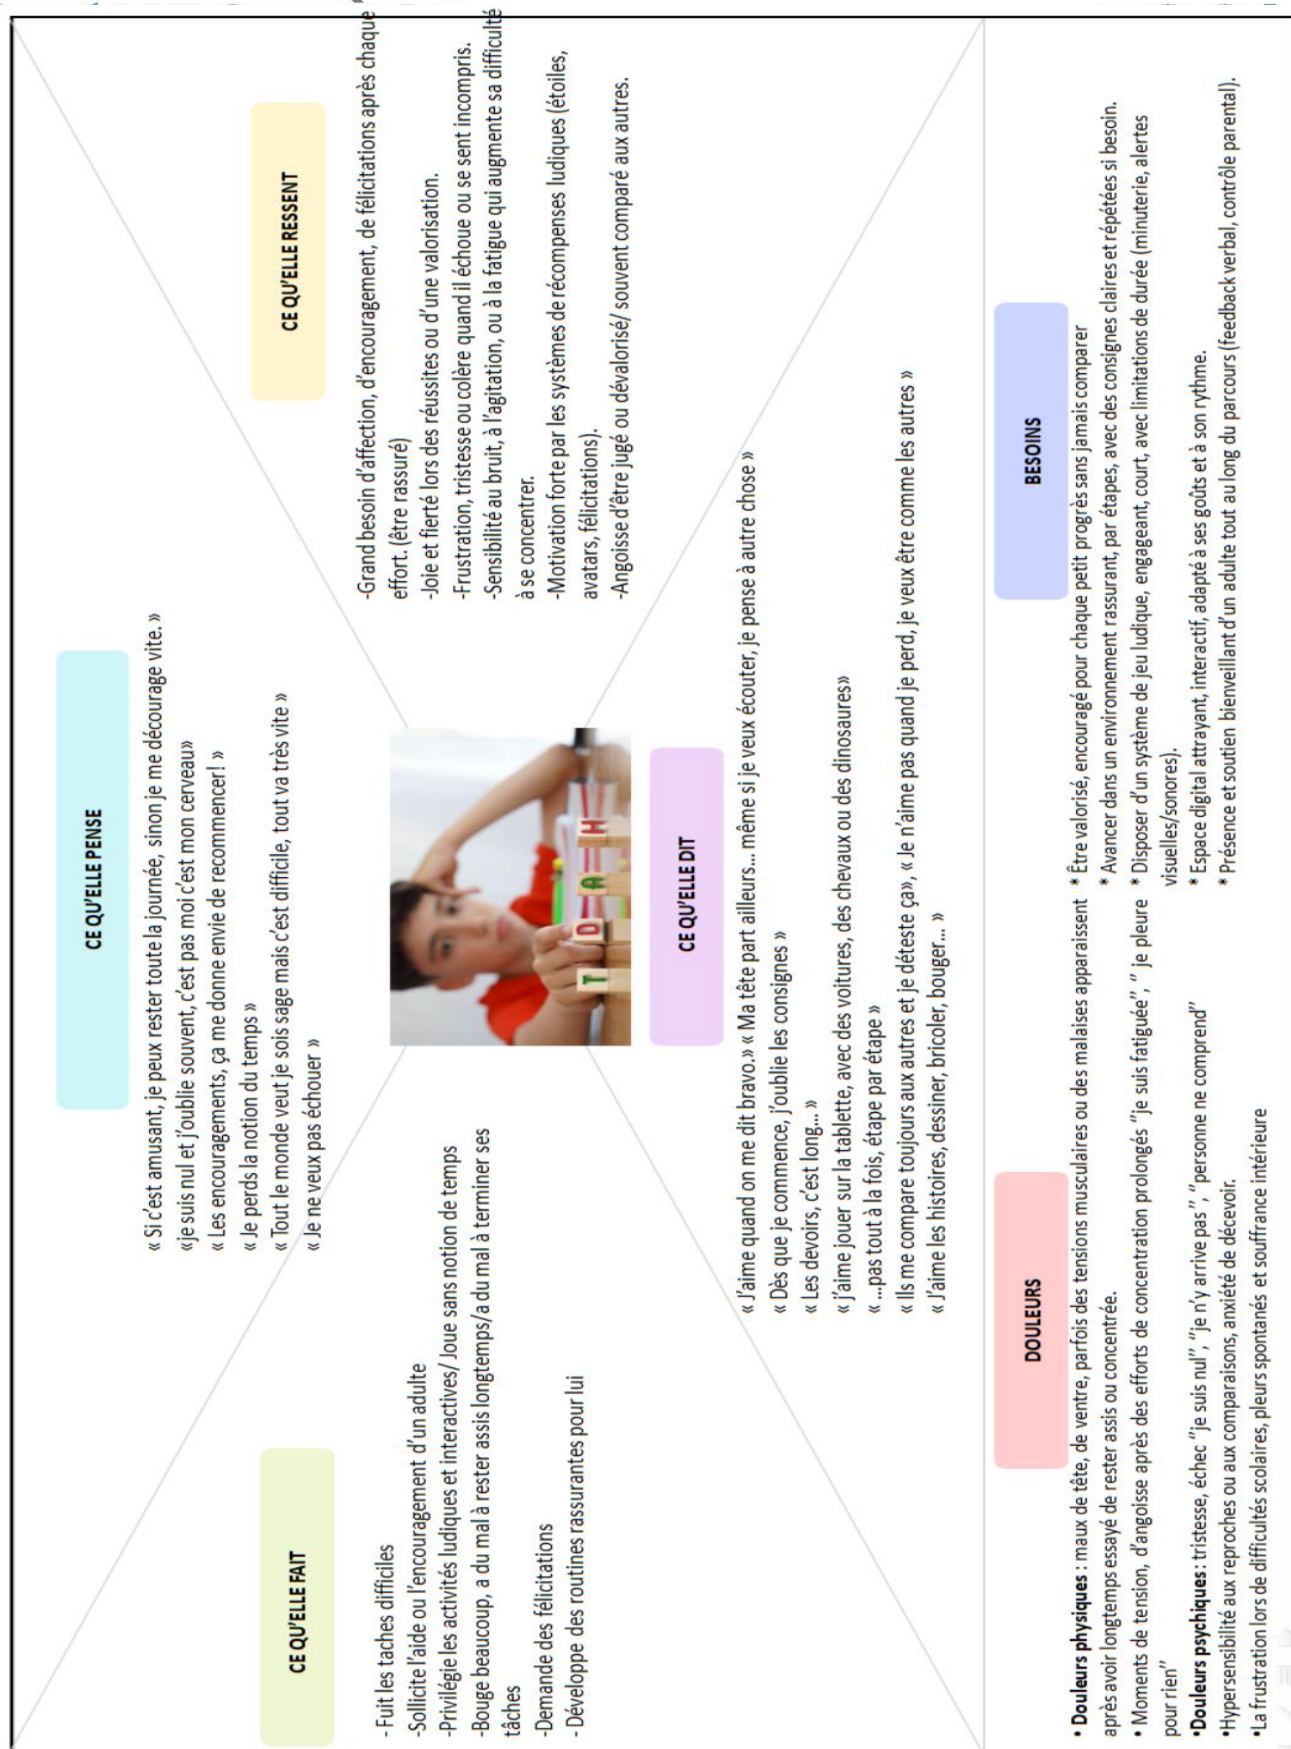 CE QU'ELLE PENSE
« Si c'est amusant, je peux rester toute la journée, sinon je me décourage vite. »
«je suis nul et j'oublie souvent, c'est pas moi c'est mon cerveau»
« Les encouragements, ça me donne envie de recommencer! »
« Je perds la notion du temps »
« Tout le monde veut je sois sage mais c'est difficile, tout va très vite »
« Je ne veux pas échouer »
CE QU'ELLE FAIT
- Fuit les taches difficiles
-Sollicite l'aide ou l'encouragement d'un adulte
-Privilégie les activités ludiques et interactives/ Joue sans notion de temps
-Bouge beaucoup, a du mal à rester assis longtemps/a du mal à terminer ses
tâches
-Demande des félicitations
- Développe des routines rassurantes pour lui
CE QU'ELLE RESSENT
-Grand besoin d'affection, d'encouragement, de félicitations après chaque
effort. (être rassuré)
-Joie et fierté lors des réussites ou d'une valorisation.
-Frustration, tristesse ou colère quand il échoue ou se sent incompris.
-Sensibilité au bruit, à l'agitation, ou à la fatigue qui augmente sa difficulté
à se concentrer.
-Motivation forte par les systèmes de récompenses ludiques (étoiles,
avatars, félicitations).
-Angoisse d'être jugé ou dévalorisé/ souvent comparé aux autres.
T D A H
CE QU'ELLE DIT
« J'aime quand on me dit bravo.» « Ma tête part ailleurs... même si je veux écouter, je pense à autre chose »
« Dès que je commence, j'oublie les consignes »
« Les devoirs, c'est long... »
« j'aime jouer sur la tablette, avec des voitures, des chevaux ou des dinosaures»
« ...pas tout à la fois, étape par étape »
« Ils me compare toujours aux autres et je déteste ça», « Je n'aime pas quand je perd, je veux être comme les autres »
« J'aime les histoires, dessiner, bricoler, bouger... »
DOULEURS
• Douleurs physiques : maux de tête, de ventre, parfois des tensions musculaires ou des malaises apparaissent
après avoir longtemps essayé de rester assis ou concentrée.
• Moments de tension, d'angoisse après des efforts de concentration prolongés "je suis fatiguée", " je pleure
pour rien"
•Douleurs psychiques : tristesse, échec "je suis nul", "je n'y arrive pas ", "personne ne comprend"
•Hypersensibilité aux reproches ou aux comparaisons, anxiété de décevoir.
•La frustration lors de difficultés scolaires, pleurs spontanés et souffrance intérieure
BESOINS
* Être valorisé, encouragé pour chaque petit progrès sans jamais comparer
* Avancer dans un environnement rassurant, par étapes, avec des consignes claires et répétées si besoin.
* Disposer d'un système de jeu ludique, engageant, court, avec limitations de durée (minuterie, alertes
visuelles/sonores).
* Espace digital attrayant, interactif, adapté à ses goûts et à son rythme.
* Présence et soutien bienveillant d'un adulte tout au long du parcours (feedback verbal, contrôle parental).